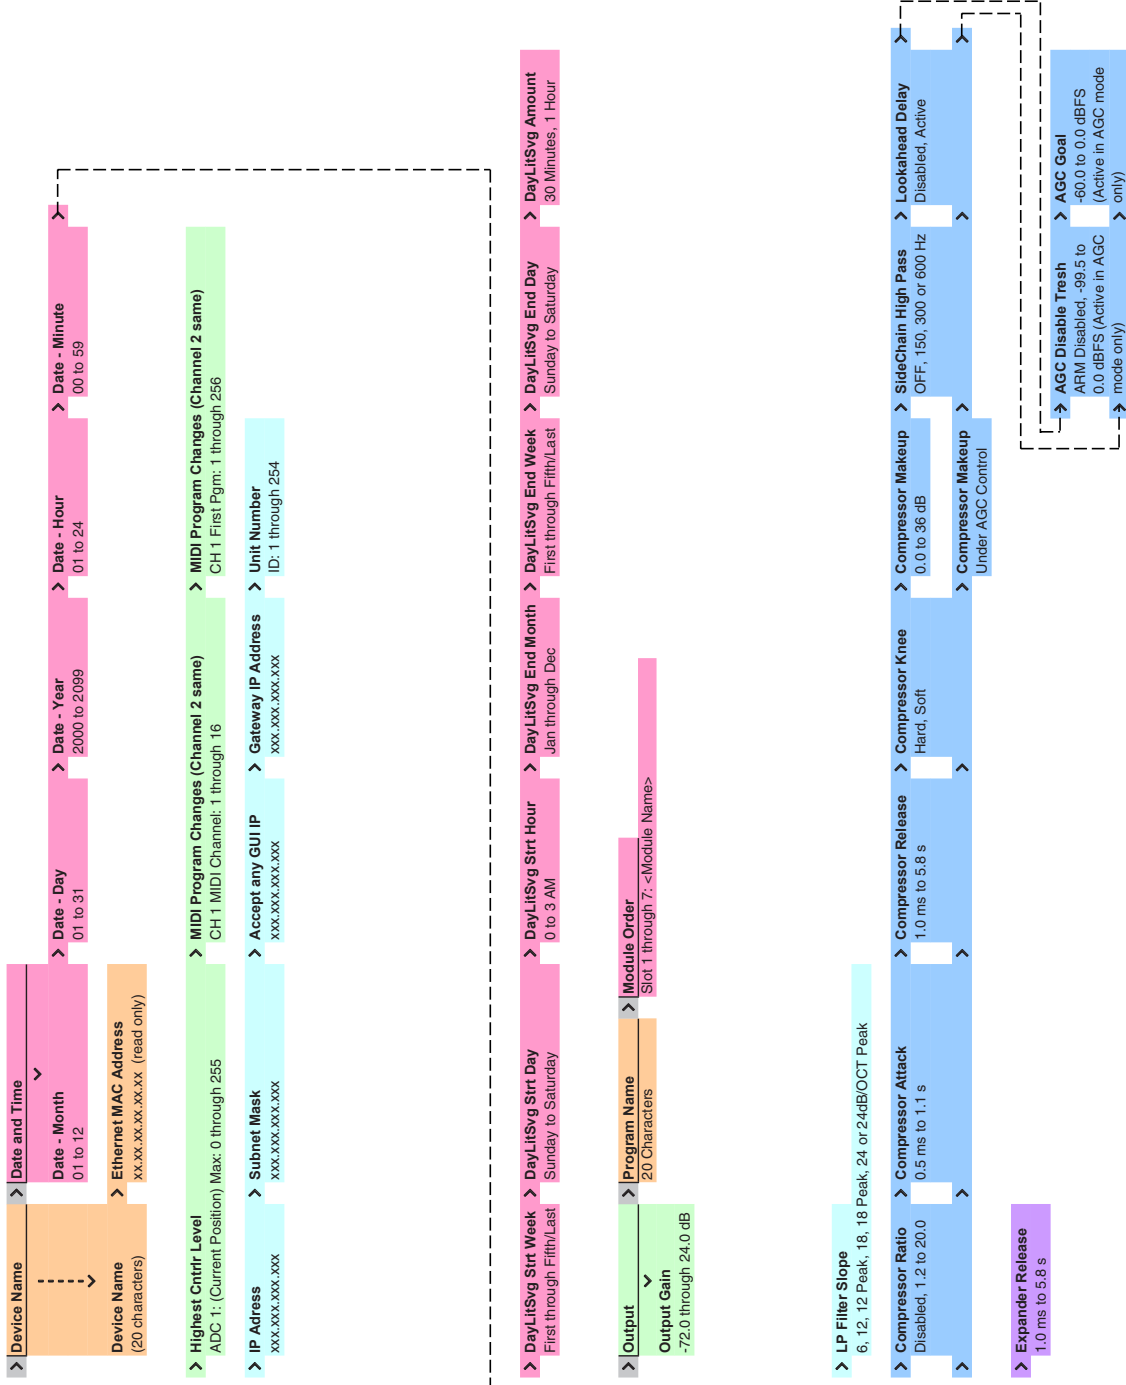 Device Name
Date and Time
Date - Month
01 to 12
Date - Day
01 to 31
Date - Year
2000 to 2099
Date - Hour
01 to 24
Date - Minute
00 to 59
Device Name
(20 characters)
Ethernet MAC Address
xx.xx.xx.xx.xx.xx (read only)
Highest Cntrlr Level
ADC 1: (Current Position) Max: 0 through 255
MIDI Program Changes (Channel 2 same)
CH 1 MIDI Channel: 1 through 16
MIDI Program Changes (Channel 2 same)
CH 1 First Pgm: 1 through 256
IP Address
xxx.xxx.xxx.xxx
Subnet Mask
xxx.xxx.xxx.xxx
Accept any GUI IP
xxx.xxx.xxx.xxx
Gateway IP Address
xxx.xxx.xxx.xxx
Unit Number
ID: 1 through 254
DayLitSvg Strt Week
First through Fifth/Last
DayLitSvg Strt Day
Sunday to Saturday
DayLitSvg Strt Hour
0 to 3 AM
DayLitSvg End Month
Jan through Dec
DayLitSvg End Week
First through Fifth/Last
DayLitSvg End Day
Sunday to Saturday
DayLitSvg Amount
30 Minutes, 1 Hour
Output
Output Gain
-72.0 through 24.0 dB
Program Name
20 Characters
Module Order
Slot 1 through 7: <Module Name>
LP Filter Slope
6, 12, 12 Peak, 18, 18 Peak, 24 or 24dB/OCT Peak
Compressor Ratio
Disabled, 1.2 to 20.0
Compressor Attack
0.5 ms to 1.1 s
Compressor Release
1.0 ms to 5.8 s
Compressor Knee
Hard, Soft
Compressor Makeup
0.0 to 36 dB
SideChain High Pass
OFF, 150, 300 or 600 Hz
Lookahead Delay
Disabled, Active
Compressor Makeup
Under AGC Control
Expander Release
1.0 ms to 5.8 s
AGC Disable Tresh
ARM Disabled, -99.5 to
0.0 dBFS (Active in AGC
mode only)
AGC Goal
-60.0 to 0.0 dBFS
(Active in AGC mode
only)